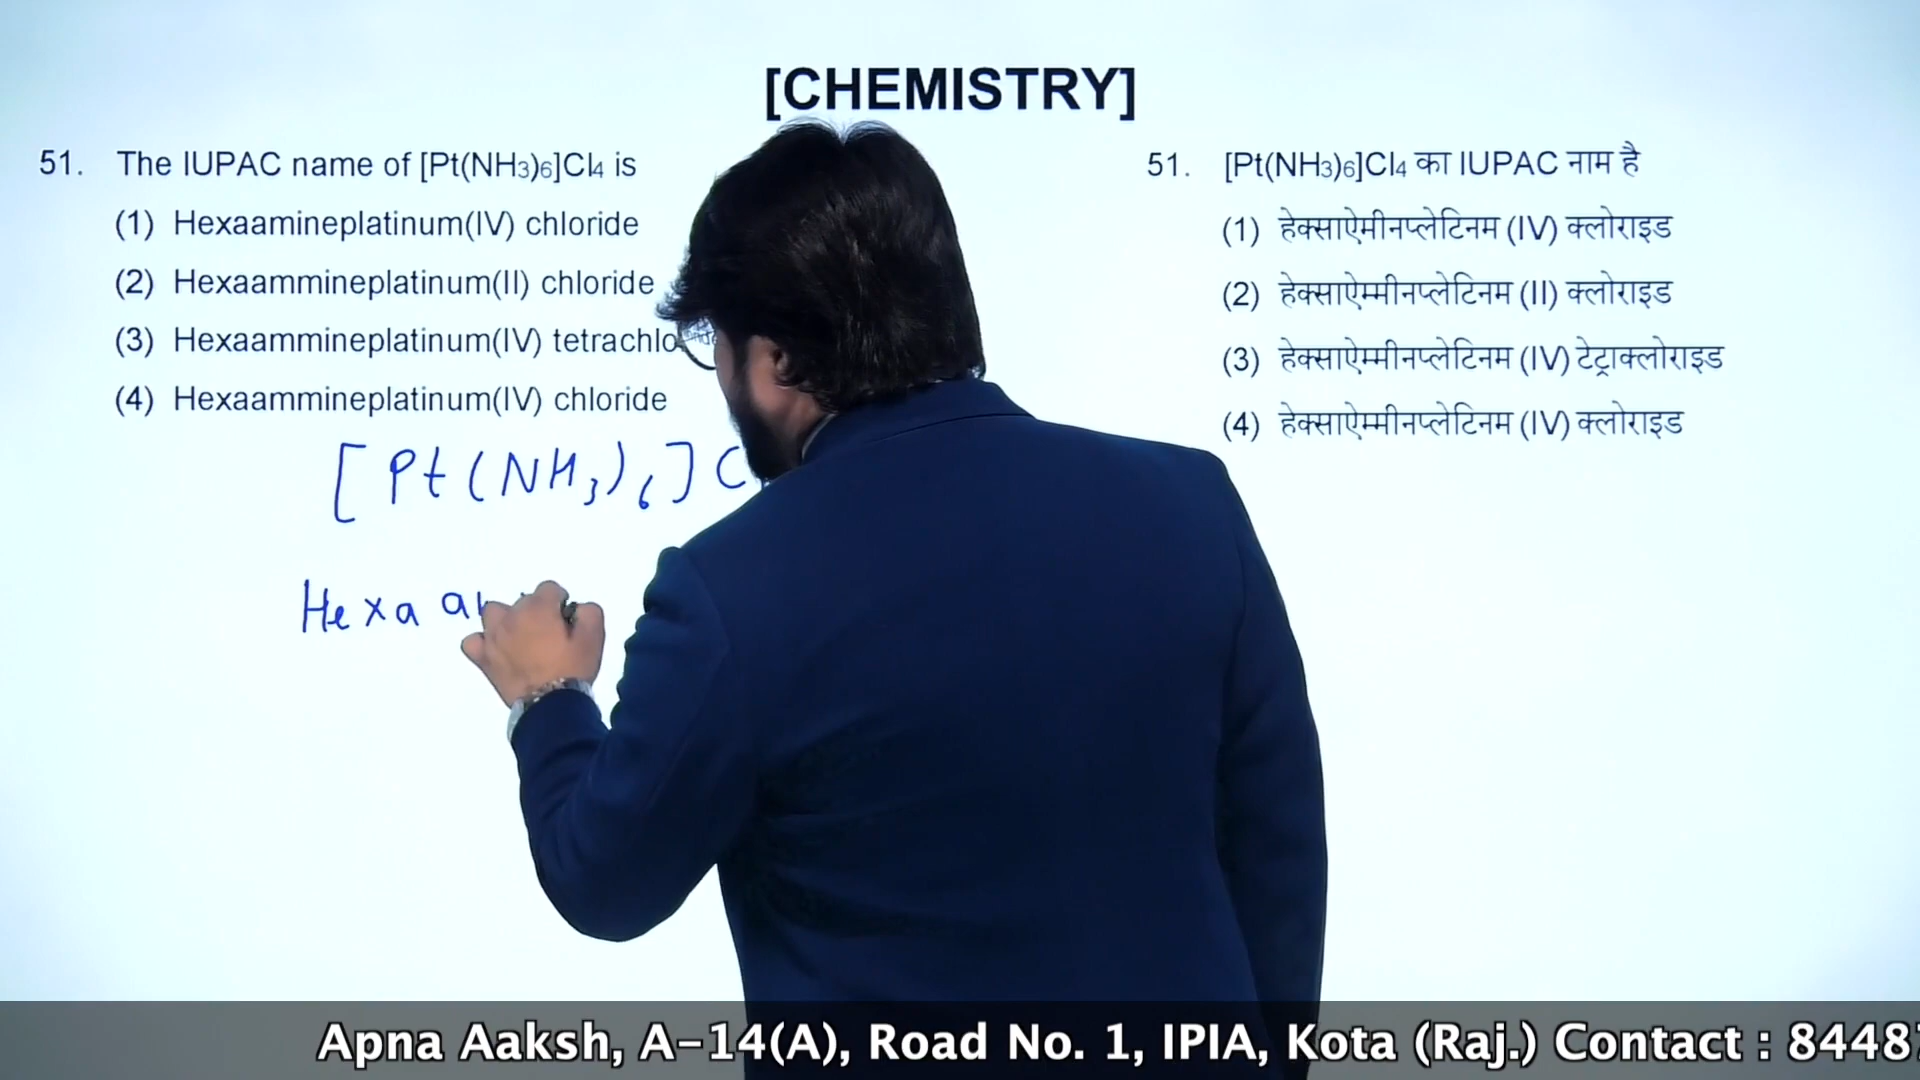 [CHEMISTRY]
51. The IUPAC name of [Pt(NH3)6]Cl4 is
(1) Hexaamineplatinum(IV) chloride
(2) Hexaammineplatinum(II) chloride
(3) Hexaammineplatinum(IV)
(4) Hexaammineplatinum(IV) chloride
[Pt(NH3)6]
Hexa
51. [Pt(NH3)6]Cl4 का IUPAC नाम है
(1) हेक्साऐमीनप्लेटिनम (IV) क्लोराइड
(2) हेक्साऐम्मीनप्लेटिनम (II) क्लोराइड
(3) हेक्साऐम्मीनप्लेटिनम (IV) टेट्राक्लोराइड
(4) हेक्साऐम्मीनप्लेटिनम (IV) क्लोराइड
Apna Aaksh, A-14(A), Road No. 1, IPIA, Kota (Raj.) Contact : 8448